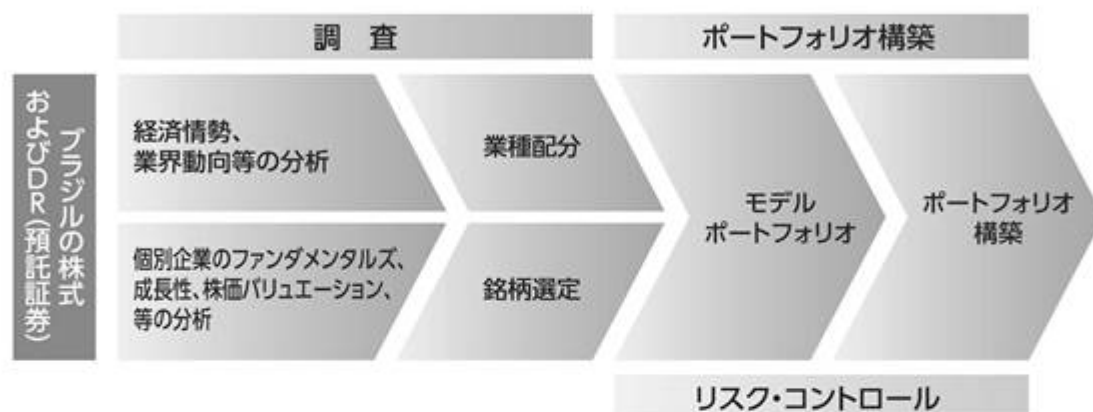 調　査
ポートフォリオ構築
ブラジルの株式
およびDR(預託証券)
経済情勢、
業界動向等の分析
業種配分
個別企業のファンダメンタルズ、
成長性、株価バリュエーション、
等の分析
銘柄選定
モデル
ポートフォリオ
ポートフォリオ
構築
リスク・コントロール